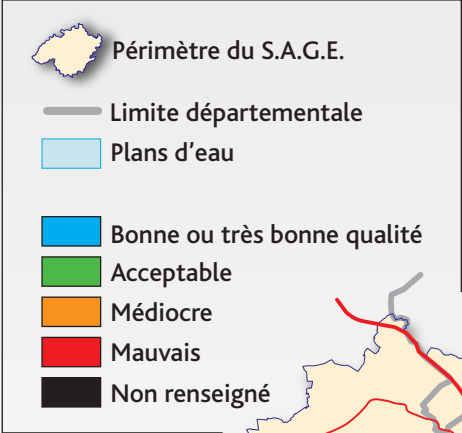 Périmètre du S.A.G.E.
Limite départementale
Plans d'eau
Bonne ou très bonne qualité
Acceptable
Médiocre
Mauvais
Non renseigné